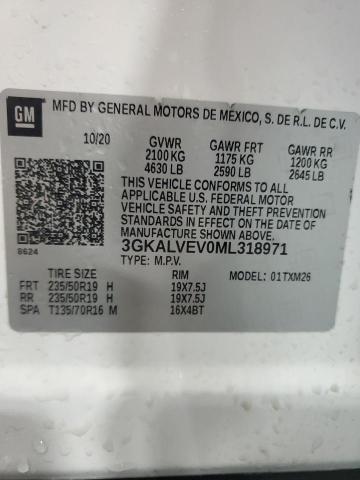 GM
MFD BY GENERAL MOTORS DE MEXICO, S. DE R.L. DE C.V.
10/20 GVWR GAWR FRT GAWR RR
2100 KG 1175 KG 1200 KG
4630 LB 2590 LB 2645 LB
THIS VEHICLE CONFORMS TO ALL
APPLICABLE U.S. FEDERAL MOTOR
VEHICLE SAFETY AND THEFT PREVENTION
STANDARDS IN EFFECT ON THE DATE OF
MANUFACTURE SHOWN ABOVE.
8624 3GKALVEV0ML318971
TYPE: M.P.V.
TIRE SIZE RIM MODEL: 01TXM26
FRT 235/50R19 H 19X7.5J
RR 235/50R19 H 19X7.5J
SPA T135/70R16 M 16X4BT